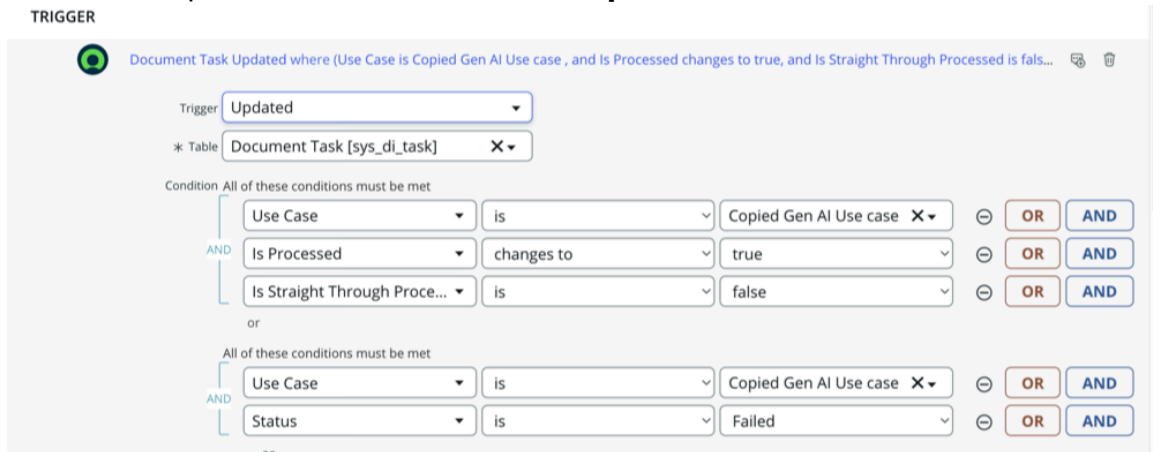 TRIGGER
Document Task Updated where (Use Case is Copied Gen AI Use case , and Is Processed changes to true, and Is Straight Through Processed is fals...
Trigger Updated
* Table Document Task [sys_di_task]
Condition All of these conditions must be met
Use Case is Copied Gen AI Use case OR AND
AND
Is Processed changes to true OR AND
Is Straight Through Proce... is false OR AND
or
All of these conditions must be met
Use Case is Copied Gen AI Use case OR AND
AND
Status is Failed OR AND